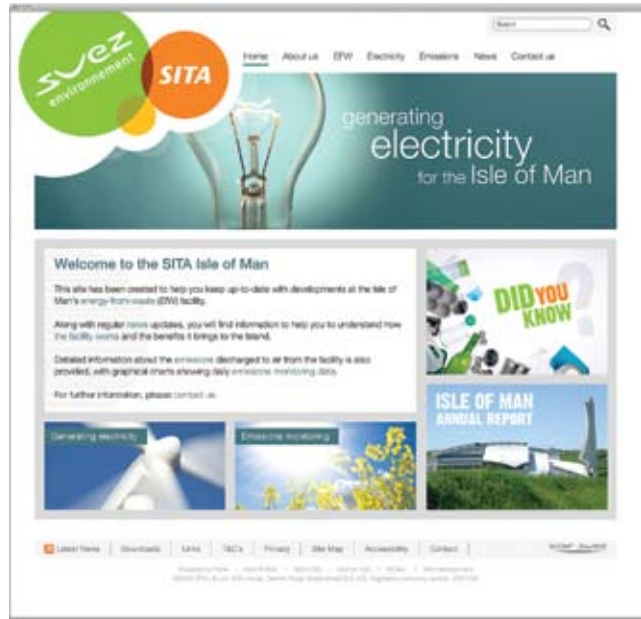 Search
suez
environnement
SITA
Home About us EFW Electricity Emissions News Contact us
generating
electricity
for the Isle of Man
Welcome to the SITA Isle of Man
This site has been created to help you keep up-to-date with developments at the Isle of
Man's energy-from-waste (EfW) facility.
Along with regular news updates, you will find information to help you to understand how
the facility works and the benefits it brings to the Island.
Detailed information about the emissions discharged to air from the facility is also
provided, with graphical charts showing daily emissions monitoring data.
For further information, please contact us.
DID YOU
KNOW
?
ISLE OF MAN
ANNUAL REPORT
Generating electricity
Emissions monitoring
Latest News Downloads Links T&C's Privacy Site Map Accessibility Contact